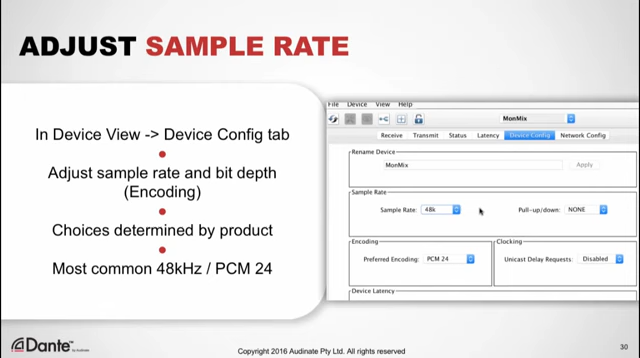 ADJUST SAMPLE RATE
In Device View -> Device Config tab
Adjust sample rate and bit depth
(Encoding)
Choices determined by product
Most common 48kHz / PCM 24
File Device View Help
MonMix
Receive Transmit Status Latency Device Config Network Config
Rename Device
MonMix Apply
Sample Rate
Sample Rate: 48k Pull-up/down: NONE
Encoding Clocking
Preferred Encoding: PCM 24 Unicast Delay Requests: Disabled
Device Latency
Dante™
by Audinate
Copyright 2016 Audinate Pty Ltd. All rights reserved
30